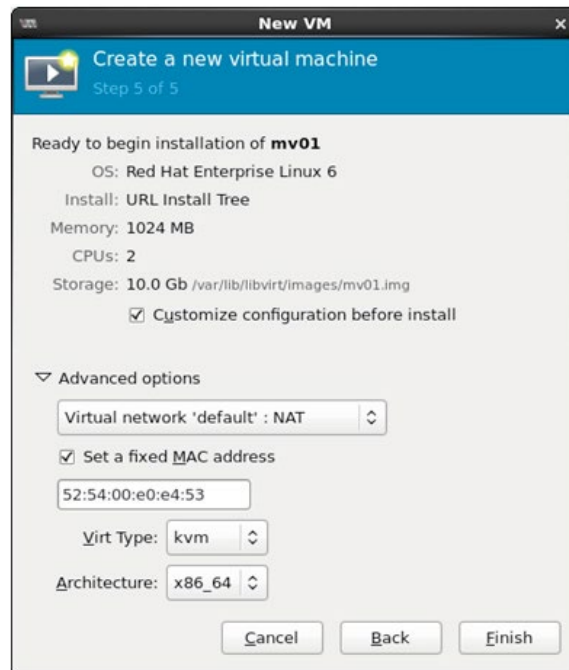 New VM
Create a new virtual machine
Step 5 of 5
Ready to begin installation of mv01
OS: Red Hat Enterprise Linux 6
Install: URL Install Tree
Memory: 1024 MB
CPUs: 2
Storage: 10.0 Gb /var/lib/libvirt/images/mv01.img
Customize configuration before install
Advanced options
Virtual network 'default' : NAT
Set a fixed MAC address
52:54:00:e0:e4:53
Virt Type: kvm
Architecture: x86_64
Cancel Back Finish